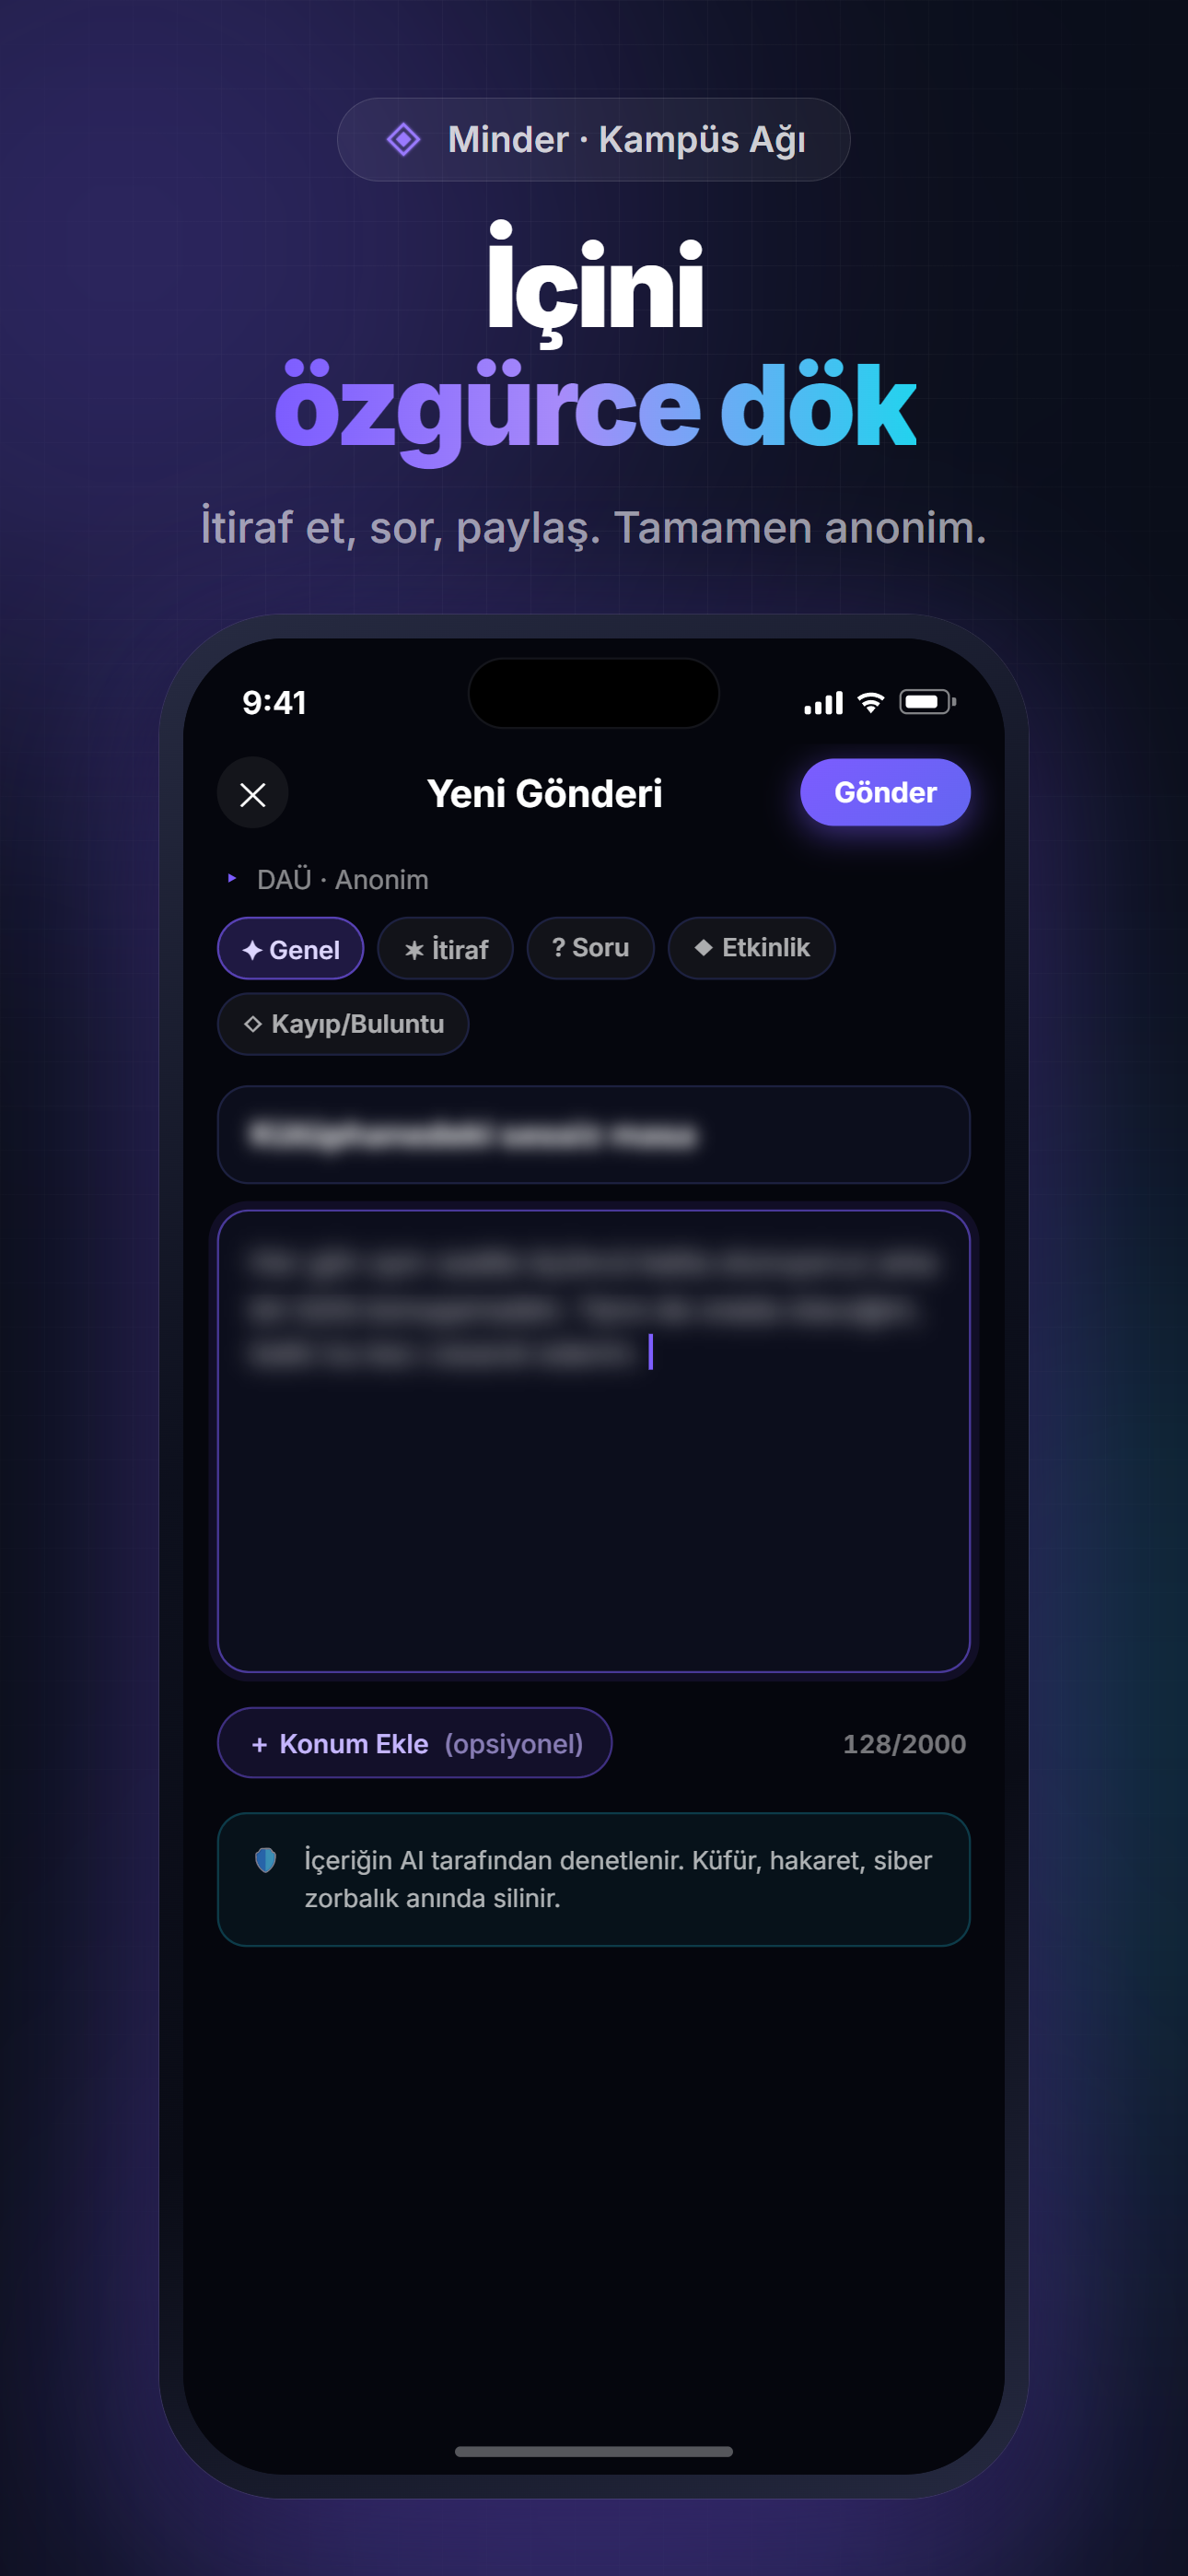 Minder · Kampüs Ağı
İçini
özgürce dök
İtiraf et, sor, paylaş. Tamamen anonim.
9:41
Yeni Gönderi
Gönder
DAÜ · Anonim
Genel
İtiraf
? Soru
Etkinlik
Kayıp/Buluntu
+ Konum Ekle (opsiyonel)
128/2000
İçeriğin AI tarafından denetlenir. Küfür, hakaret, siber
zorbalık anında silinir.